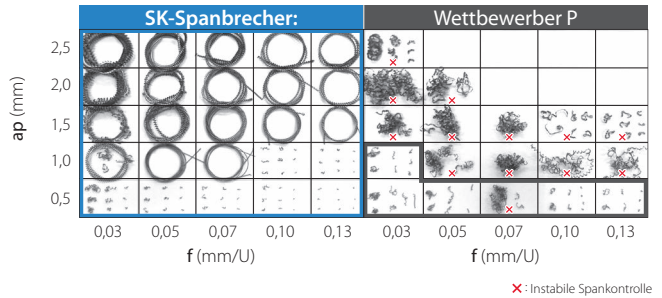 SK-Spanbrecher: Wettbewerber P
2,5
2,0
1,5
1,0
0,5
ap (mm)
0,03 0,05 0,07 0,10 0,13 0,03 0,05 0,07 0,10 0,13
f (mm/U) f (mm/U)
× : Instabile Spankontrolle